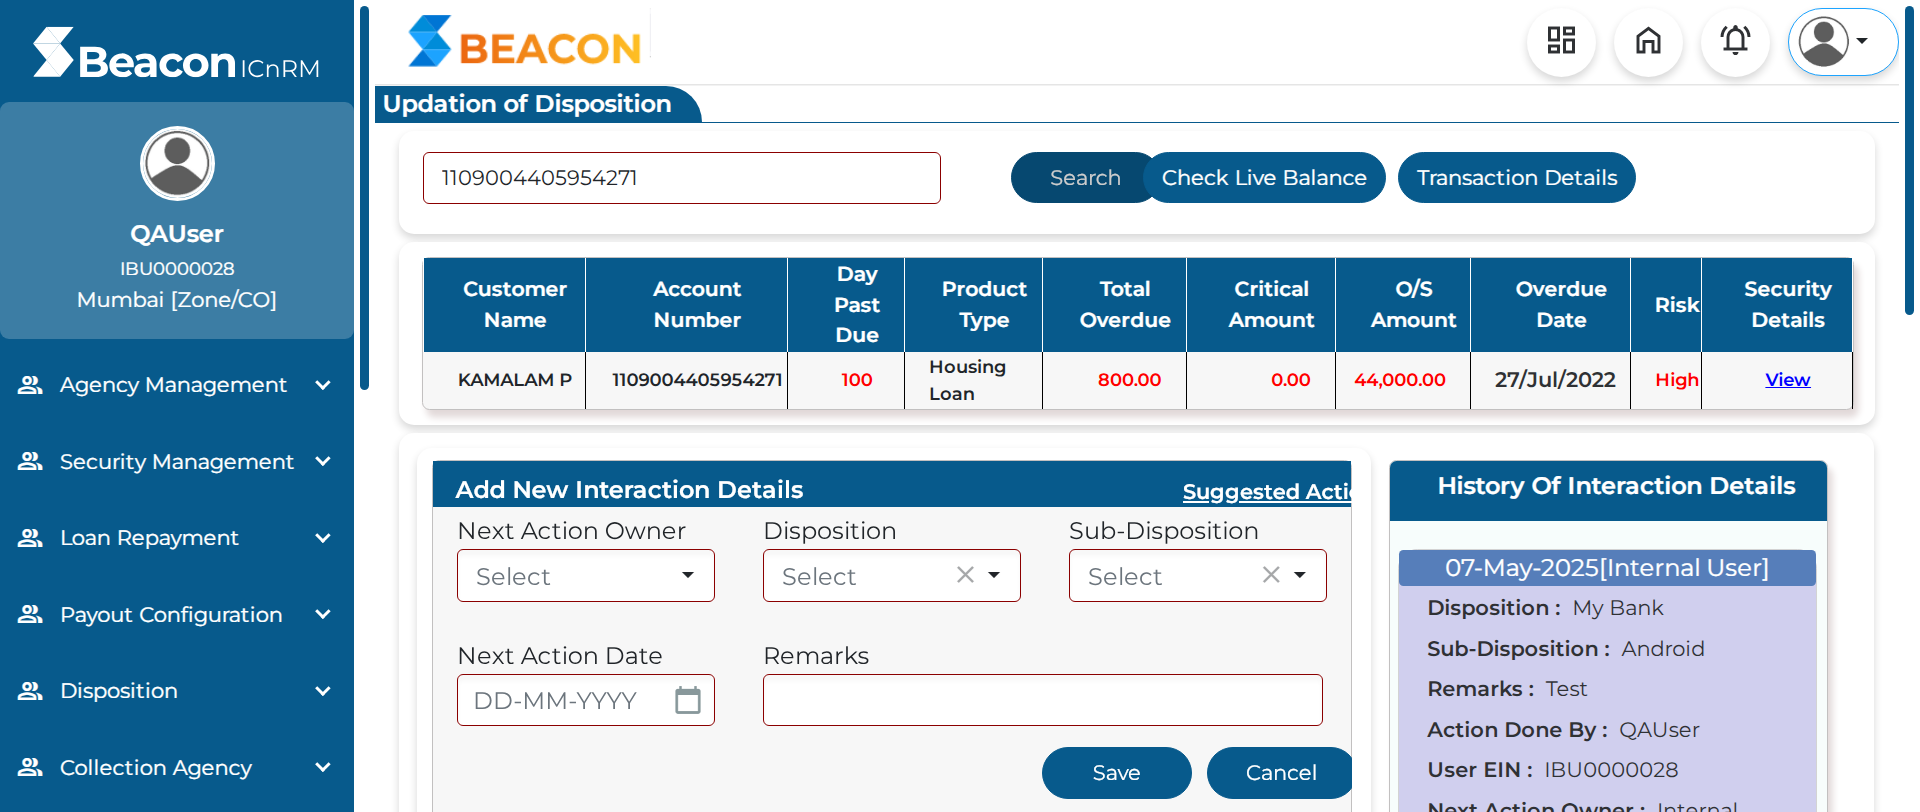 Beacon ICnRM
QAUser
IBU0000028
Mumbai [Zone/CO]
Agency Management
Security Management
Loan Repayment
Payout Configuration
Disposition
Collection Agency
BEACON
Updation of Disposition
1109004405954271
Search
Check Live Balance
Transaction Details
Customer Name
Account Number
Day Past Due
Product Type
Total Overdue
Critical Amount
O/S Amount
Overdue Date
Risk
Security Details
KAMALAM P
1109004405954271
100
Housing Loan
800.00
0.00
44,000.00
27/Jul/2022
High
View
Add New Interaction Details
Suggested Acti
Next Action Owner
Disposition
Sub-Disposition
Select
Select
Select
Next Action Date
Remarks
DD-MM-YYYY
Save
Cancel
History Of Interaction Details
07-May-2025[Internal User]
Disposition : My Bank
Sub-Disposition : Android
Remarks : Test
Action Done By : QAUser
User EIN : IBU0000028
Next Action Owner : Internal